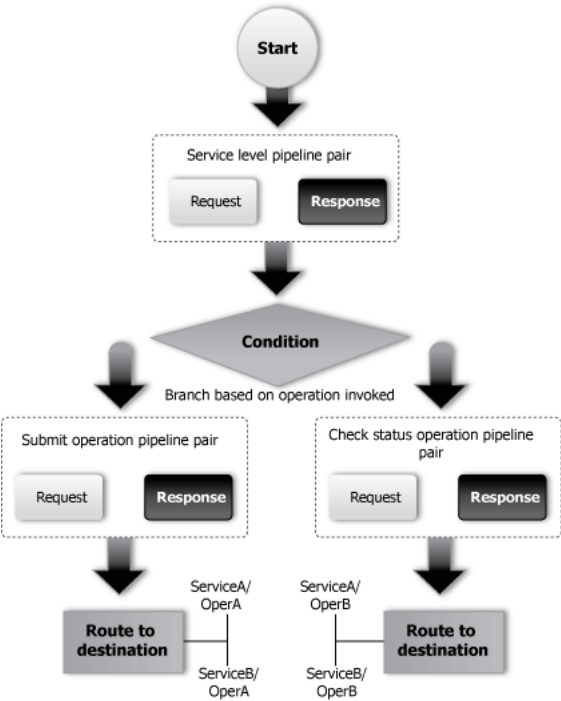 Start
Service level pipeline pair
Request
Response
Condition
Branch based on operation invoked
Submit operation pipeline pair
Request
Response
Check status operation pipeline
pair
Request
Response
Route to
destination
ServiceA/
OperA
ServiceB/
OperA
ServiceA/
OperB
ServiceB/
OperB
Route to
destination